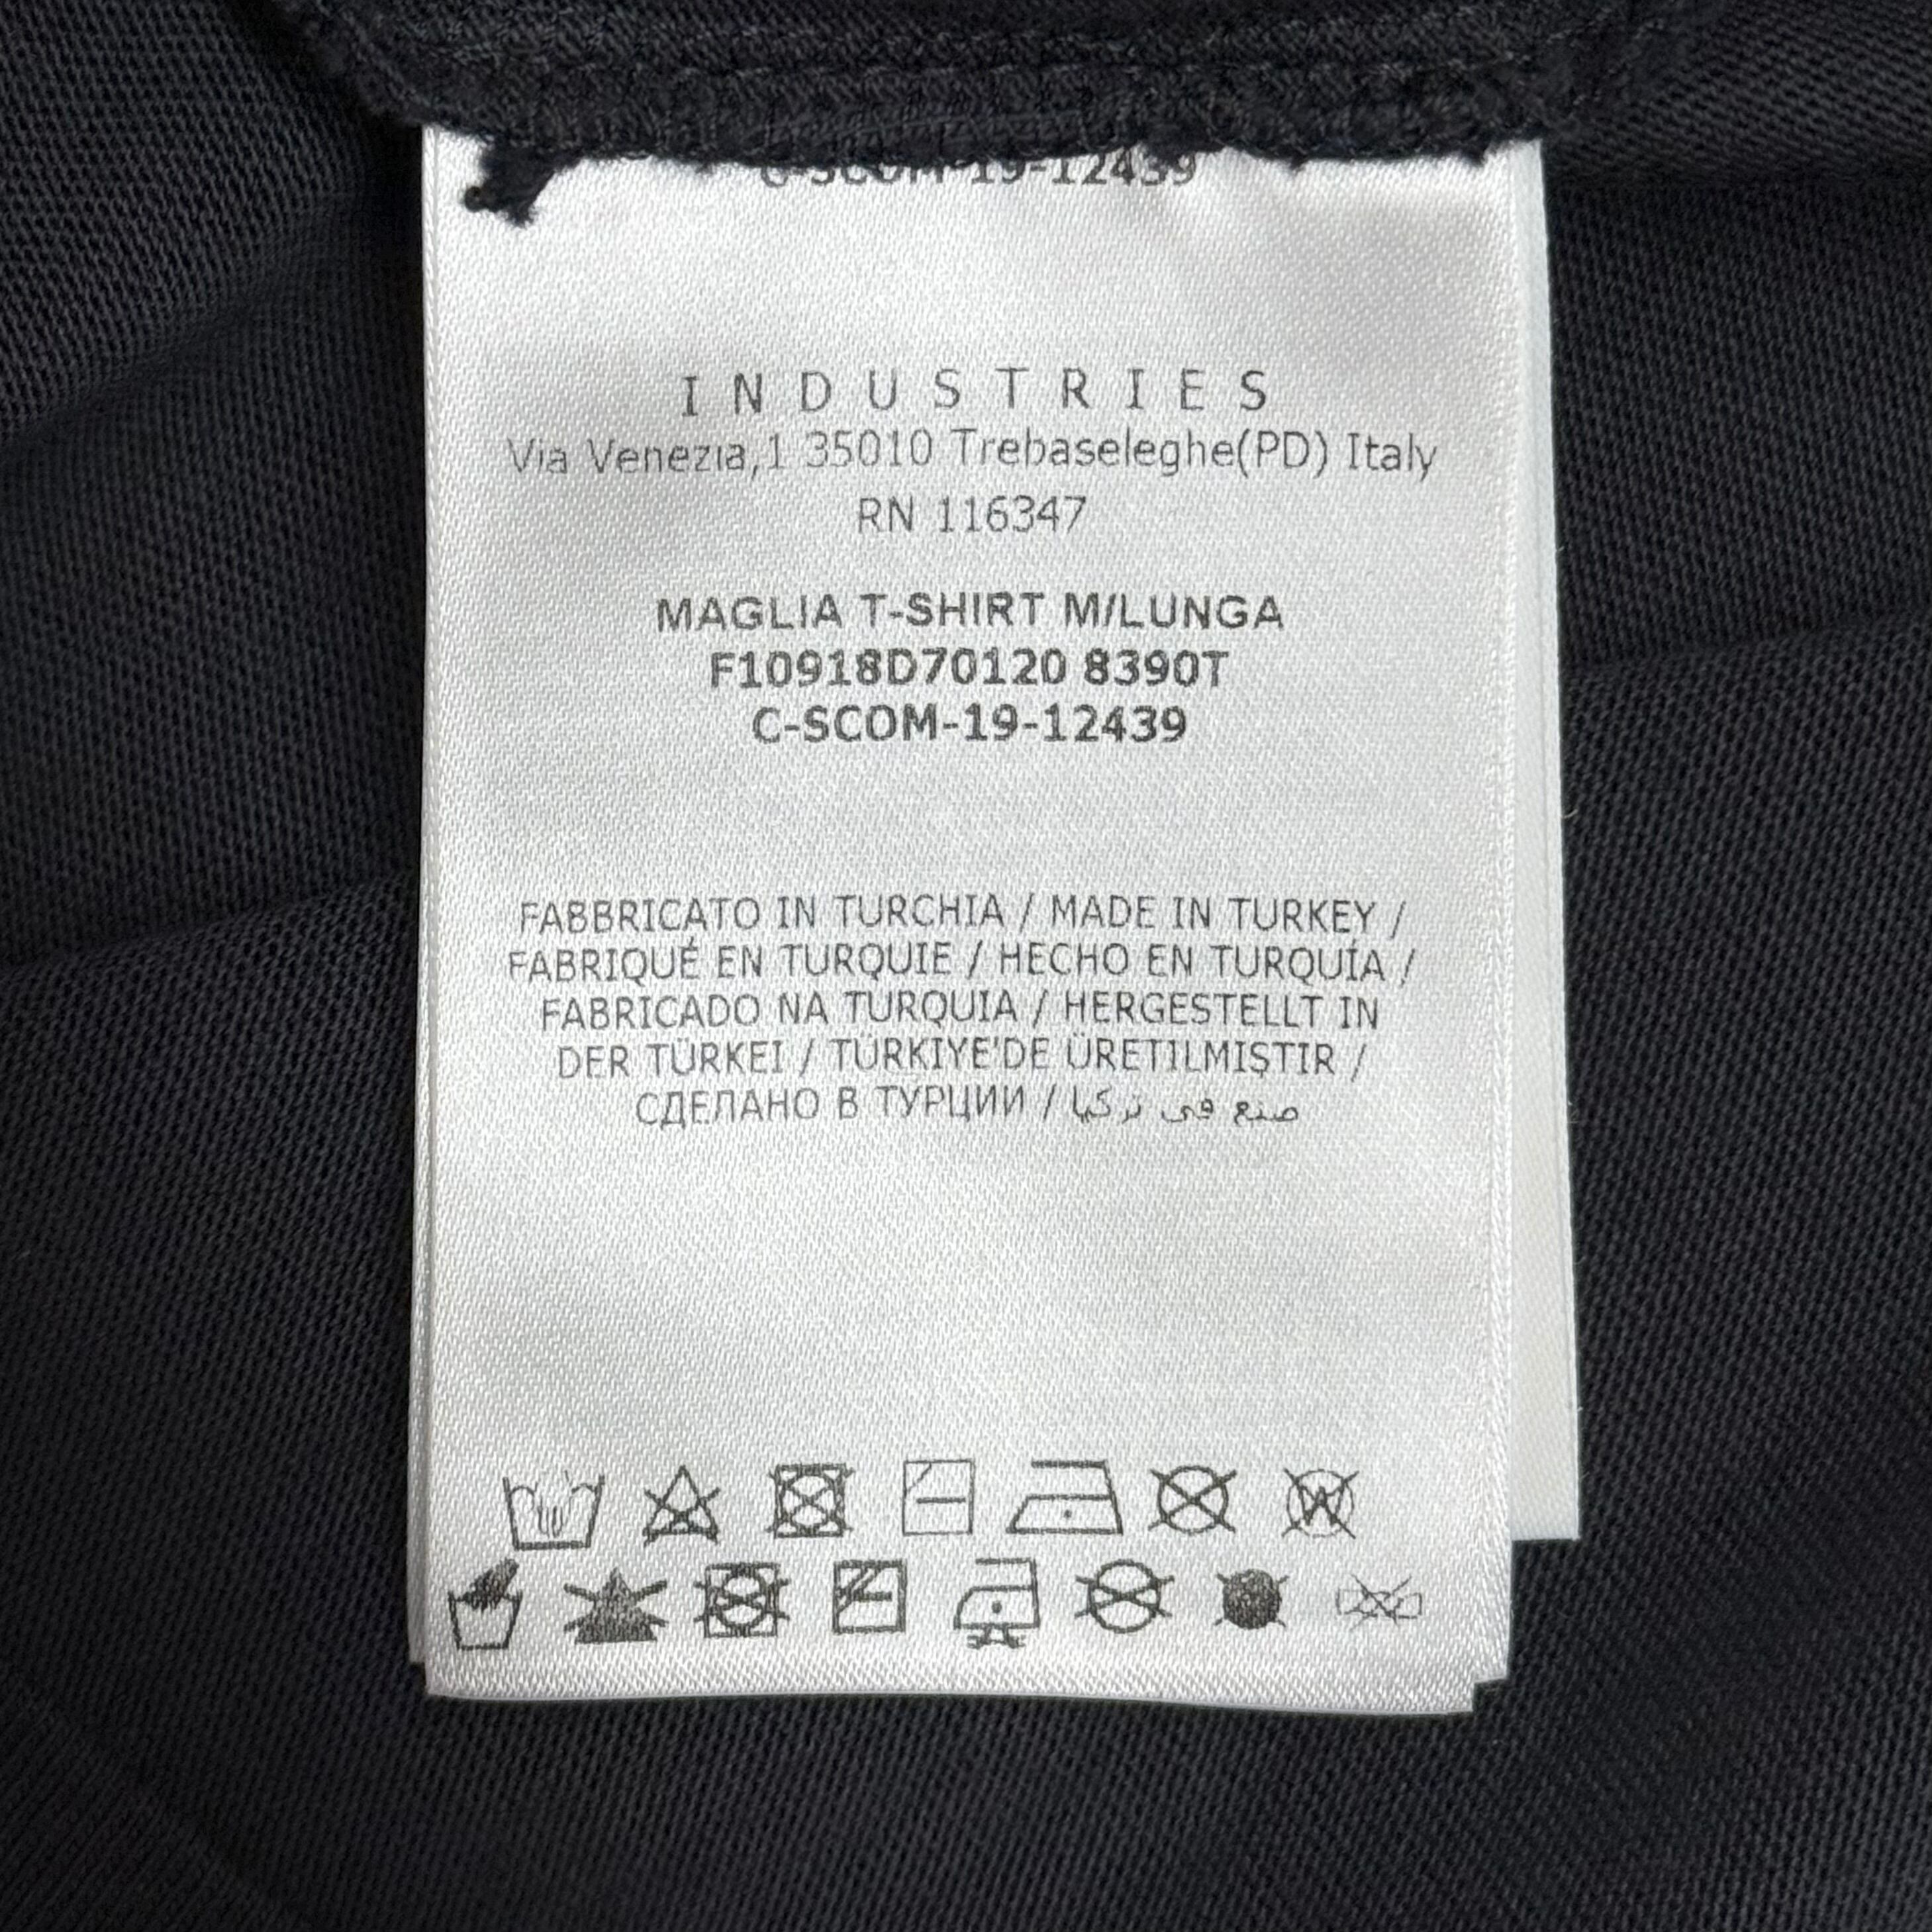 C-SCOM-19-12439
INDUSTRIES
Via Venezia,1 35010 Trebaseleghe(PD) Italy
RN 116347
MAGLIA T-SHIRT M/LUNGA
F10918D70120 8390T
C-SCOM-19-12439
FABBRICATO IN TURCHIA / MADE IN TURKEY /
FABRIQUÉ EN TURQUIE / HECHO EN TURQUÍA /
FABRICADO NA TURQUIA / HERGESTELLT IN
DER TÜRKEI / TÜRKIYE'DE ÜRETILMIŞTIR /
СДЕЛАНО В ТУРЦИИ / صنع في تركيا
W